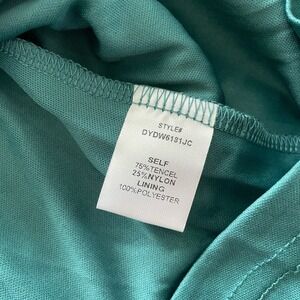 STYLE#
DYDW6181JC
SELF
75%TENCEL
25%NYLON
LINING
100%POLYESTER